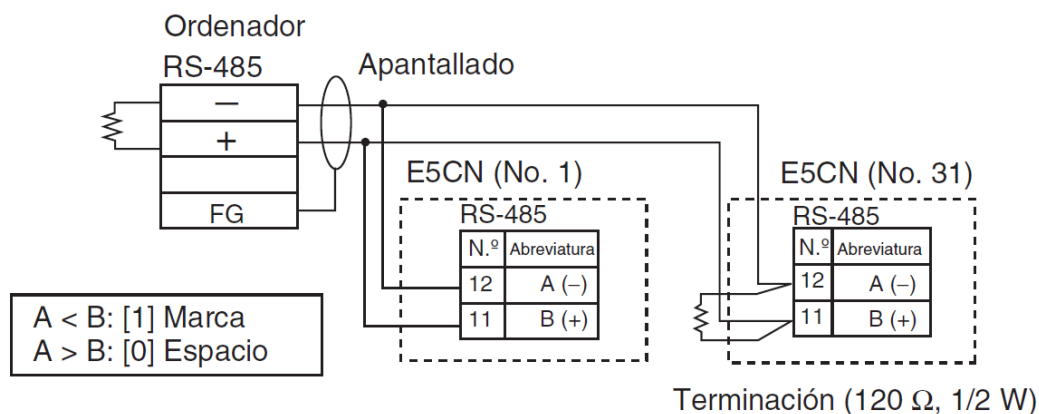 Ordenador
RS-485
Apantallado
−
+
FG
E5CN (No. 1)
RS-485
N.º Abreviatura
12 A (−)
11 B (+)
E5CN (No. 31)
RS-485
N.º Abreviatura
12 A (−)
11 B (+)
A < B: [1] Marca
A > B: [0] Espacio
Terminación (120 Ω, 1/2 W)